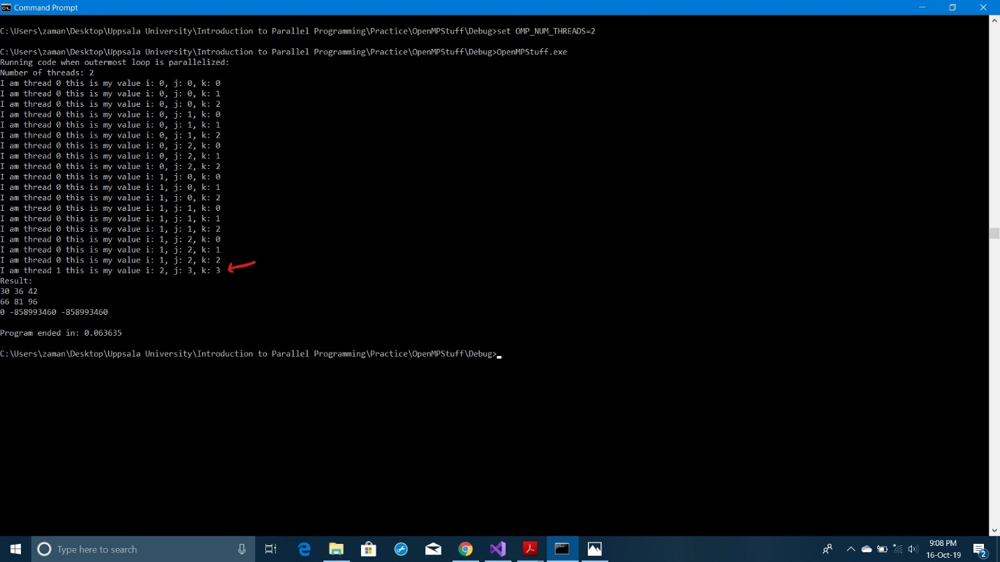 Command Prompt
C:\Users\zaman\Desktop\Uppsala University\Introduction to Parallel Programming\Practice\OpenMPStuff\Debug>set OMP_NUM_THREADS=2
C:\Users\zaman\Desktop\Uppsala University\Introduction to Parallel Programming\Practice\OpenMPStuff\Debug>OpenMPStuff.exe
Running code when outermost loop is parallelized:
Number of threads: 2
I am thread 0 this is my value i: 0, j: 0, k: 0
I am thread 0 this is my value i: 0, j: 0, k: 1
I am thread 0 this is my value i: 0, j: 0, k: 2
I am thread 0 this is my value i: 0, j: 1, k: 0
I am thread 0 this is my value i: 0, j: 1, k: 1
I am thread 0 this is my value i: 0, j: 1, k: 2
I am thread 0 this is my value i: 0, j: 2, k: 0
I am thread 0 this is my value i: 0, j: 2, k: 1
I am thread 0 this is my value i: 0, j: 2, k: 2
I am thread 0 this is my value i: 1, j: 0, k: 0
I am thread 0 this is my value i: 1, j: 0, k: 1
I am thread 0 this is my value i: 1, j: 0, k: 2
I am thread 0 this is my value i: 1, j: 1, k: 0
I am thread 0 this is my value i: 1, j: 1, k: 1
I am thread 0 this is my value i: 1, j: 1, k: 2
I am thread 0 this is my value i: 1, j: 2, k: 0
I am thread 0 this is my value i: 1, j: 2, k: 1
I am thread 0 this is my value i: 1, j: 2, k: 2
I am thread 1 this is my value i: 2, j: 3, k: 3
Result:
30 36 42
66 81 96
0 -858993460 -858993460
Program ended in: 0.063635
C:\Users\zaman\Desktop\Uppsala University\Introduction to Parallel Programming\Practice\OpenMPStuff\Debug>
Type here to search
9:08 PM
16-Oct-19
2